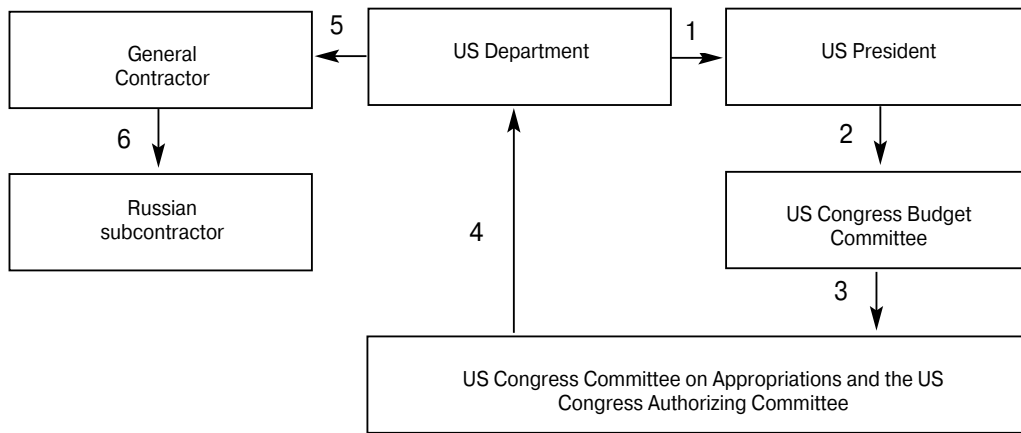 5
1
General
Contractor
US Department
US President
6
2
Russian
subcontractor
4
US Congress Budget
Committee
3
US Congress Committee on Appropriations and the US
Congress Authorizing Committee